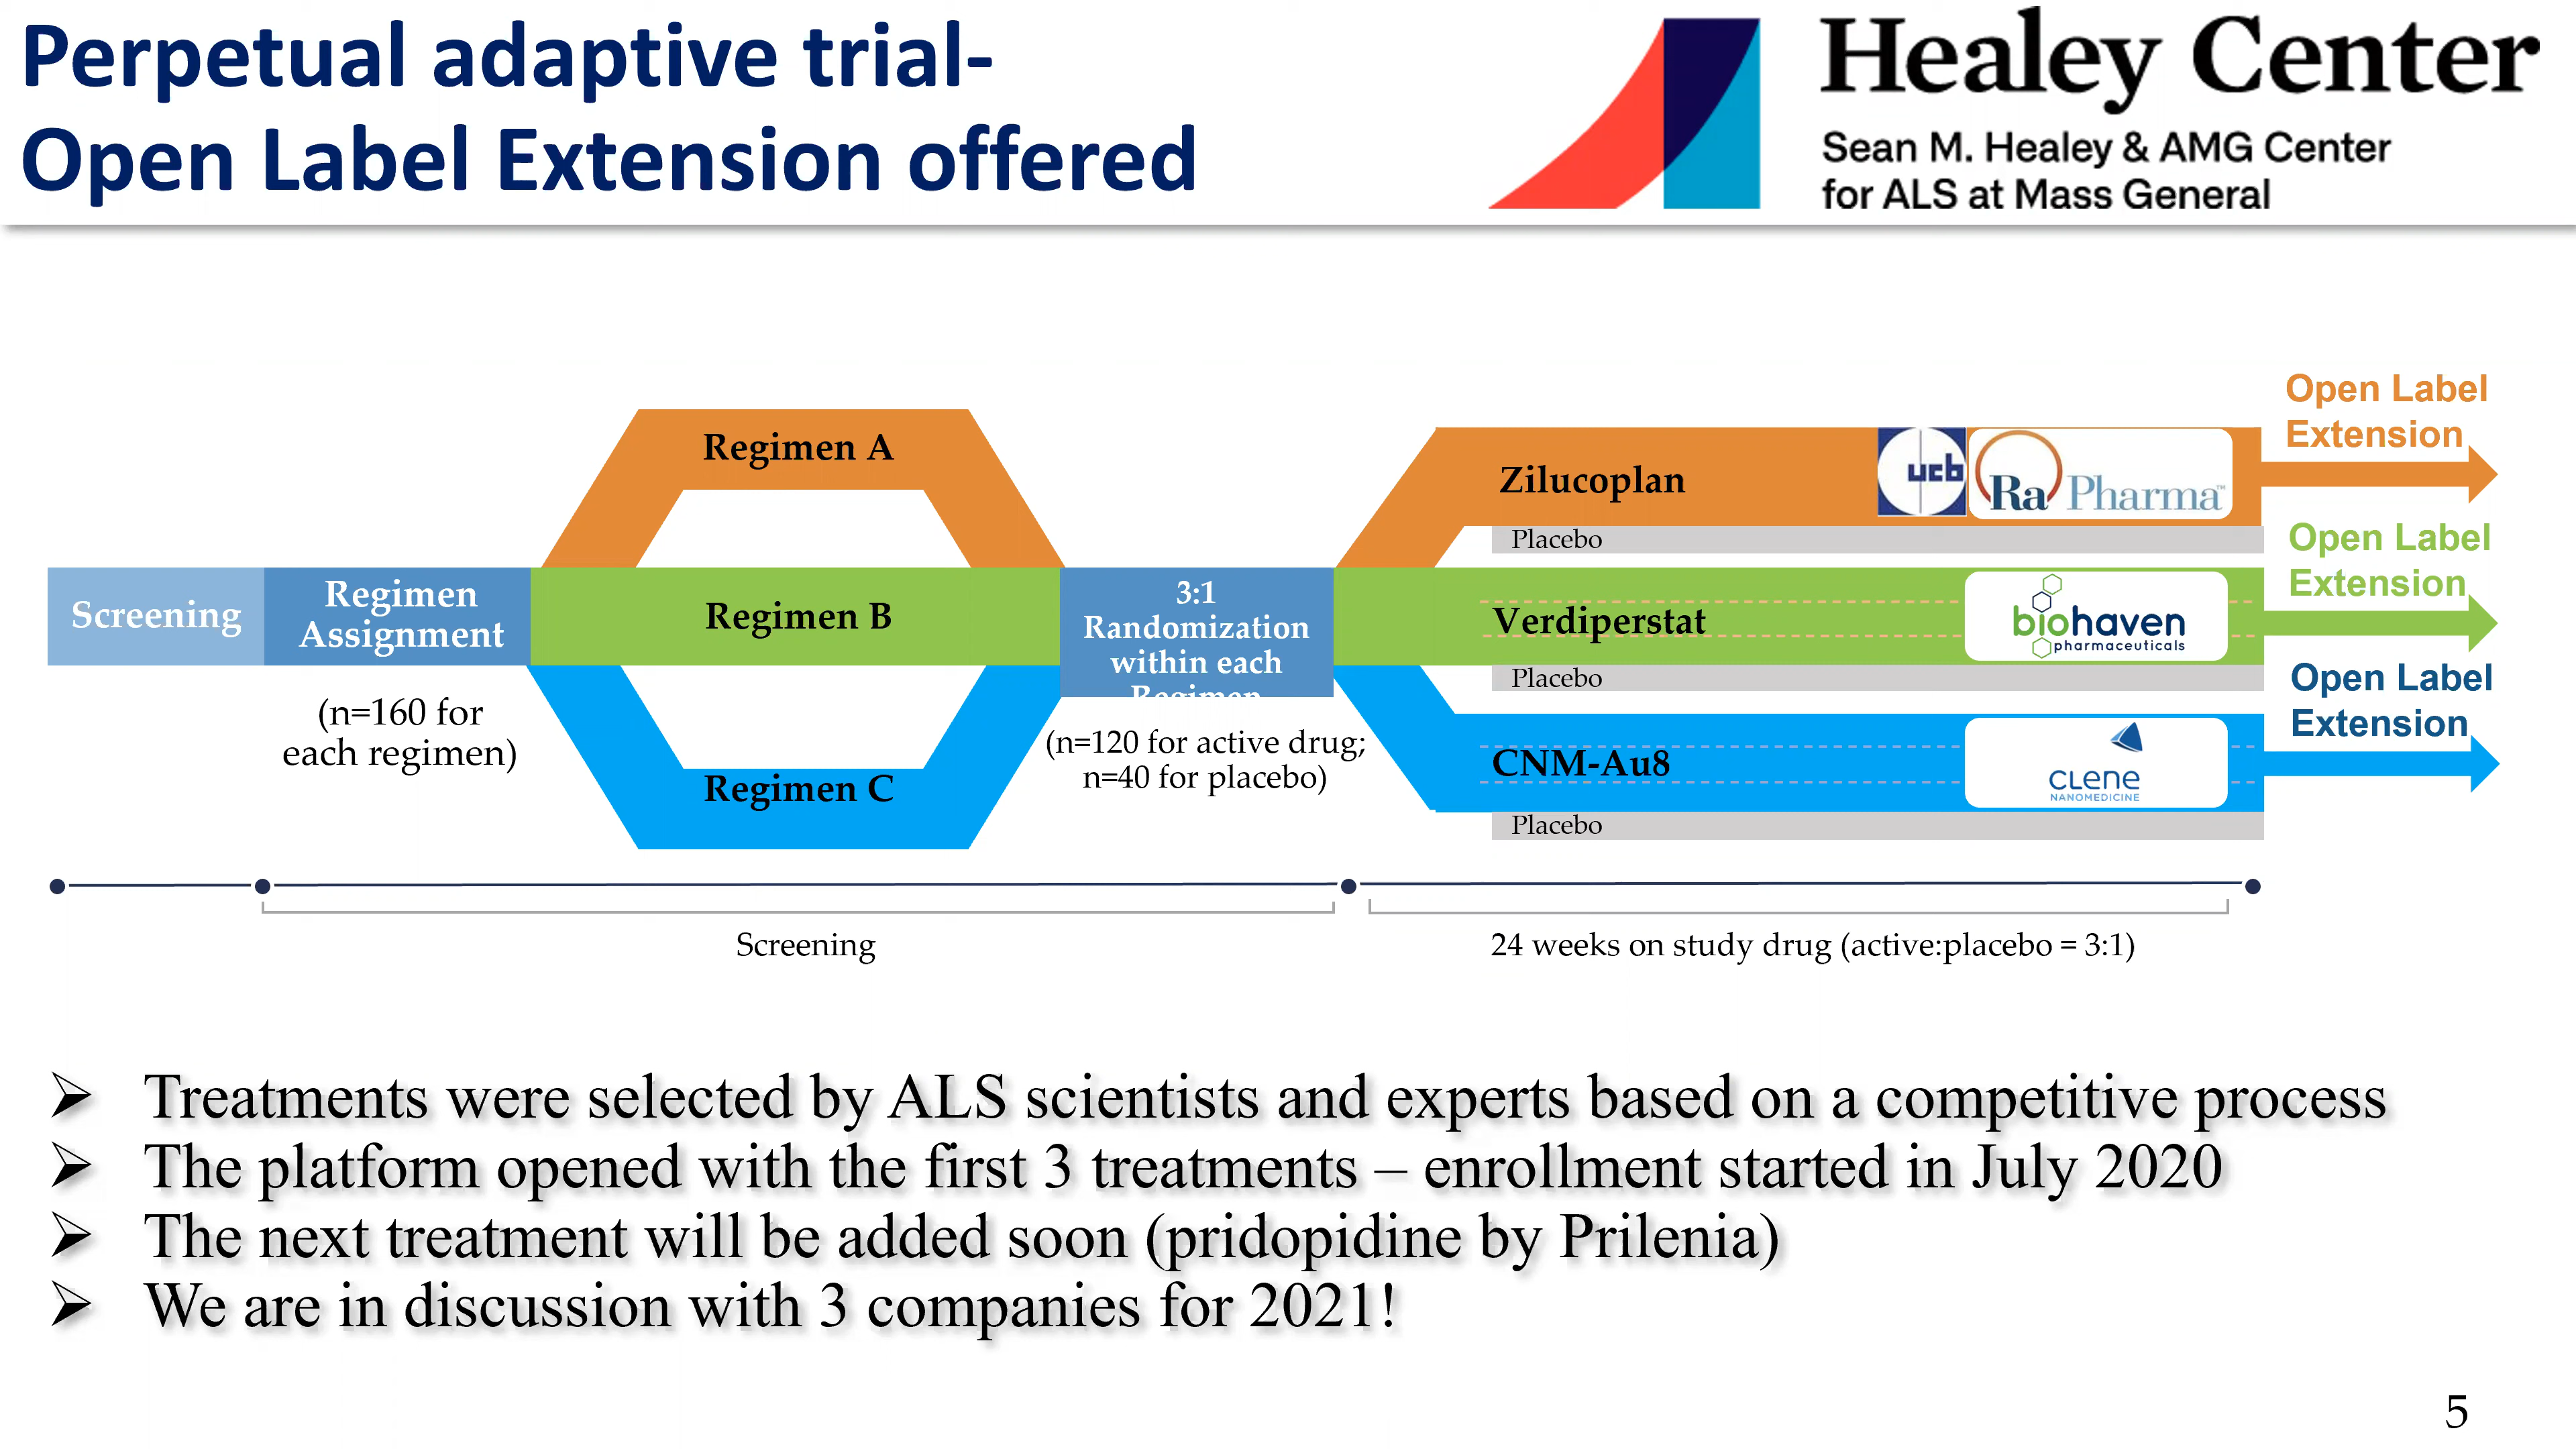 Perpetual adaptive trial-
Open Label Extension offered
Healey Center
Sean M. Healey & AMG Center
for ALS at Mass General
Screening
Regimen
Assignment
(n=160 for
each regimen)
Regimen A
Regimen B
Regimen C
3:1
Randomization
within each
Regimen
(n=120 for active drug;
n=40 for placebo)
Zilucoplan
ucb
Ra Pharma™
Placebo
Open Label
Extension
Verdiperstat
biohaven
pharmaceuticals
Placebo
Open Label
Extension
CNM-Au8
CLENE
NANOMEDICINE
Placebo
Open Label
Extension
Screening
24 weeks on study drug (active:placebo = 3:1)
➢ Treatments were selected by ALS scientists and experts based on a competitive process
➢ The platform opened with the first 3 treatments – enrollment started in July 2020
➢ The next treatment will be added soon (pridopidine by Prilenia)
➢ We are in discussion with 3 companies for 2021!
5